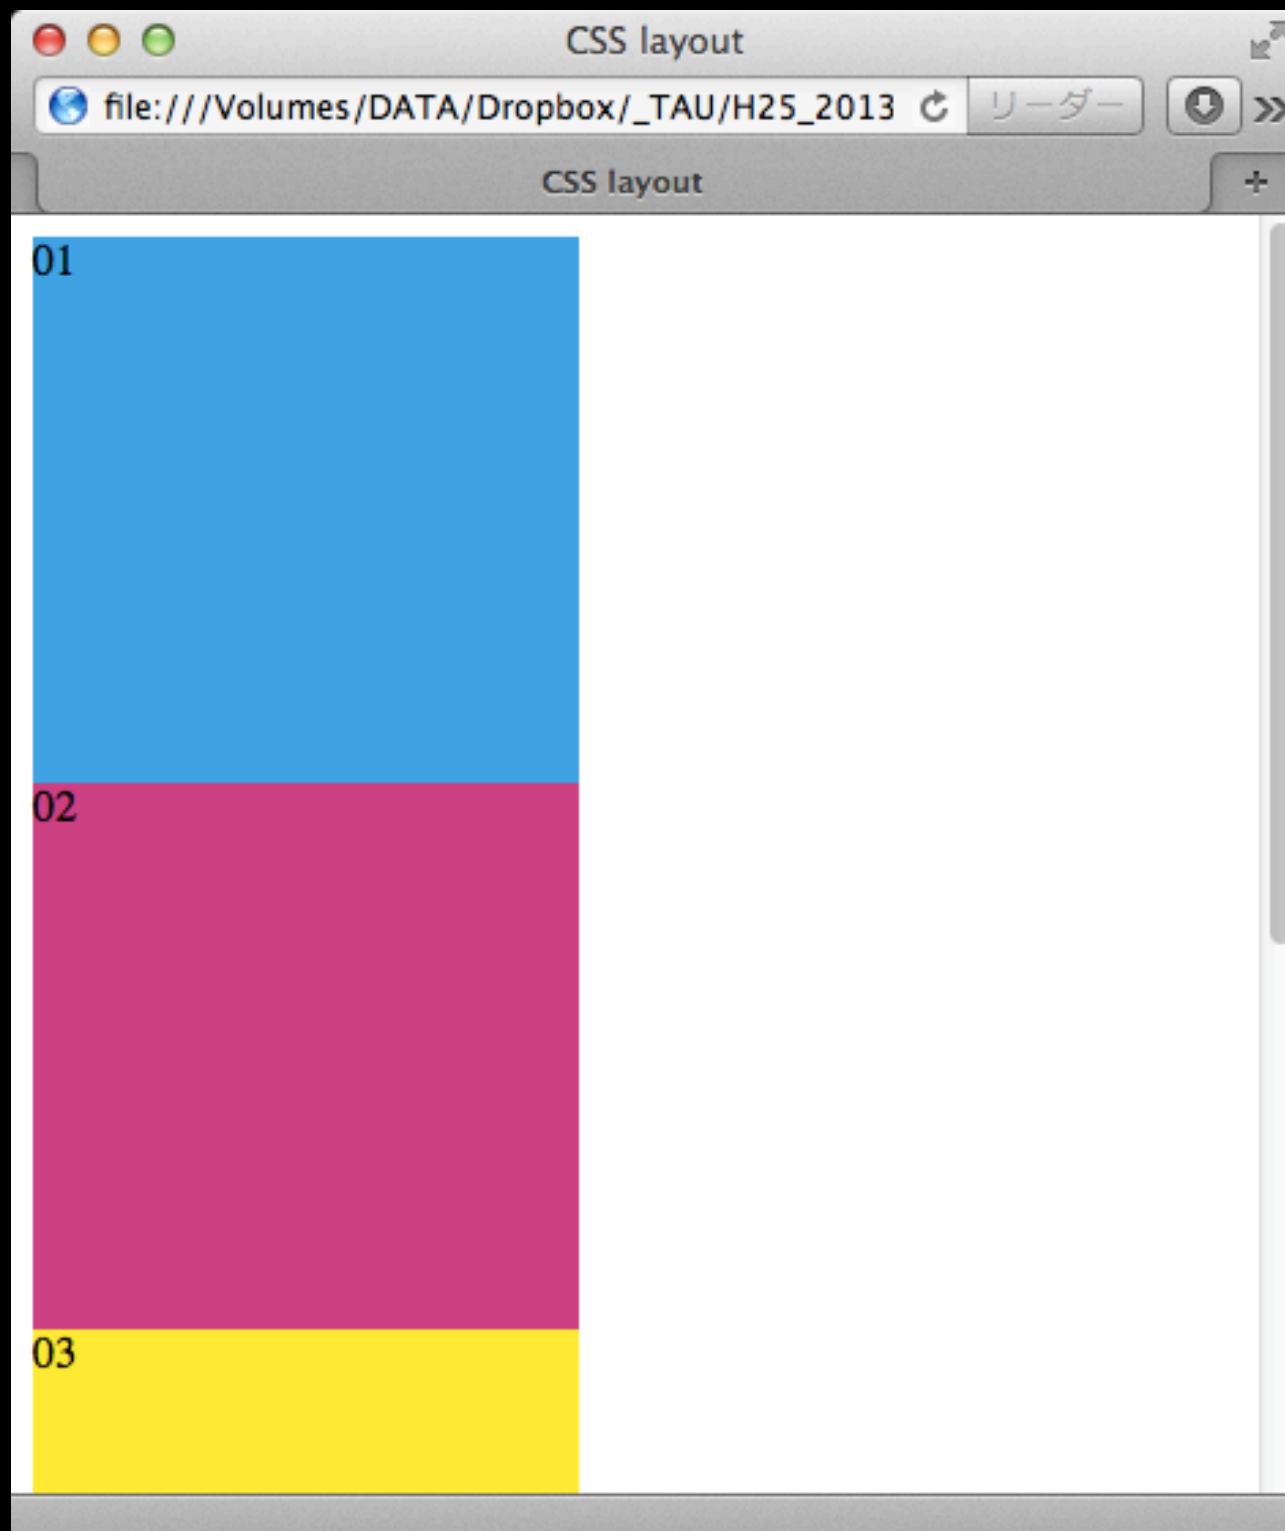 CSS layout
file:///Volumes/DATA/Dropbox/_TAU/H25_2013 リーダー
CSS layout
01
02
03